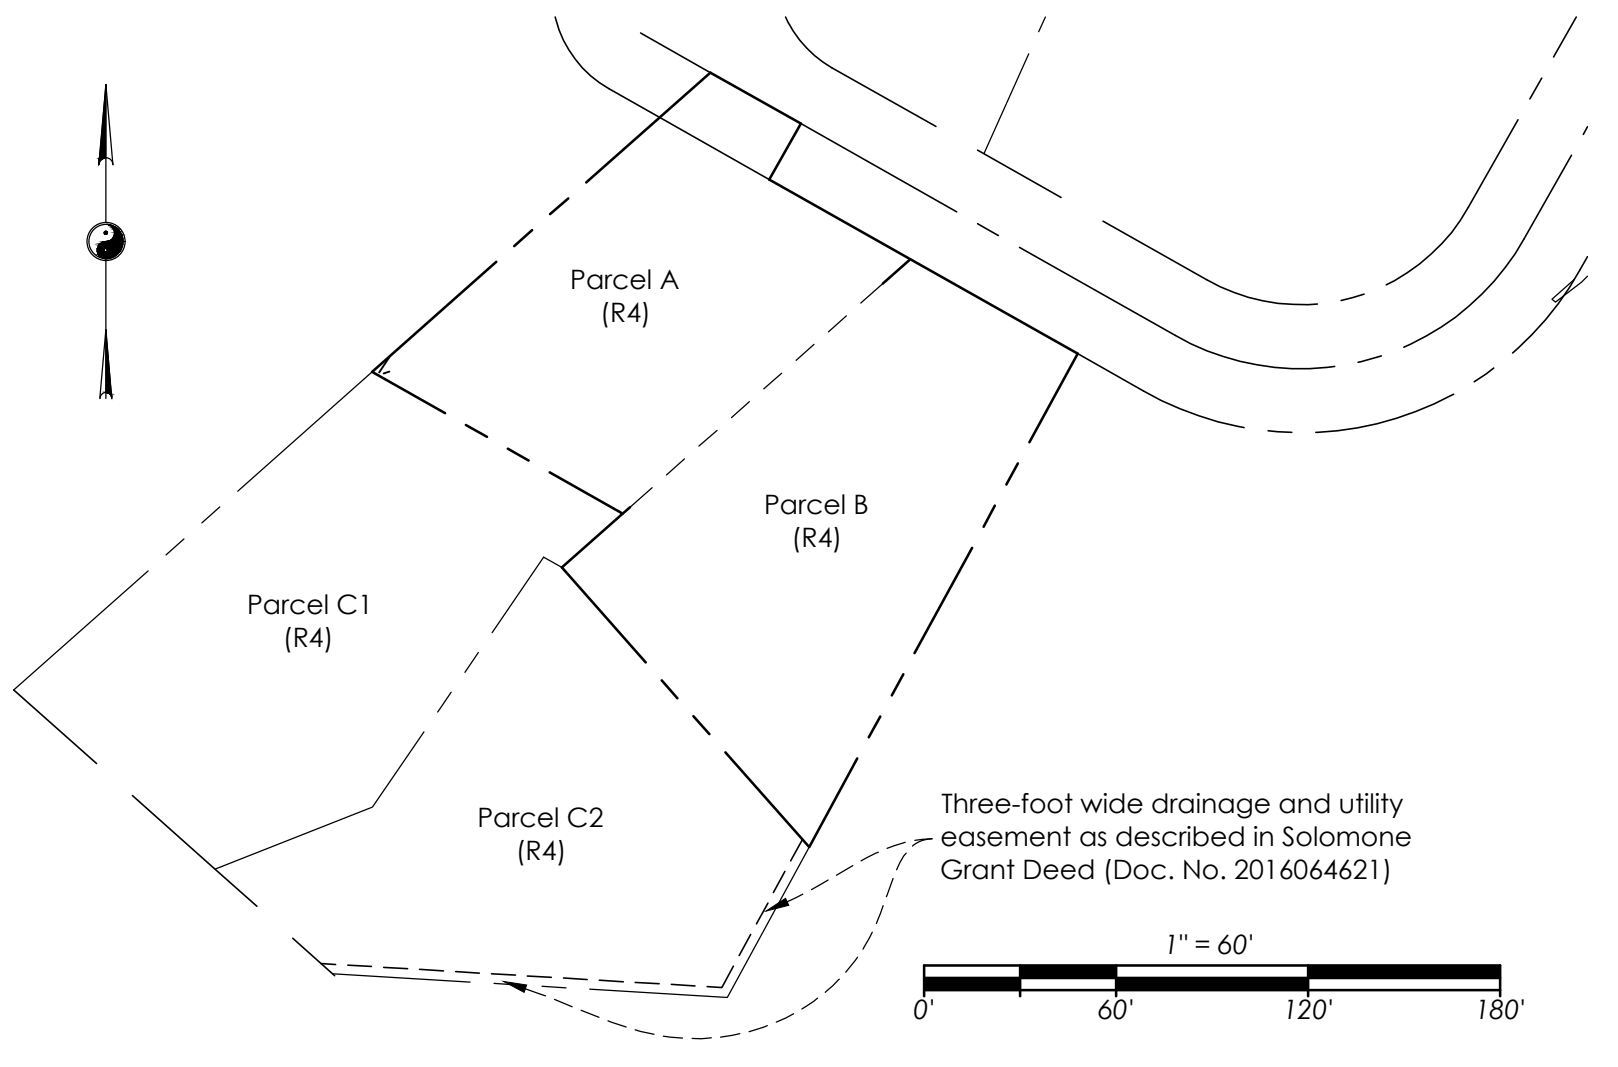 Parcel A
(R4)
Parcel B
(R4)
Parcel C1
(R4)
Parcel C2
(R4)
Three-foot wide drainage and utility
easement as described in Solomone
Grant Deed (Doc. No. 2016064621)
1" = 60'
0' 60' 120' 180'